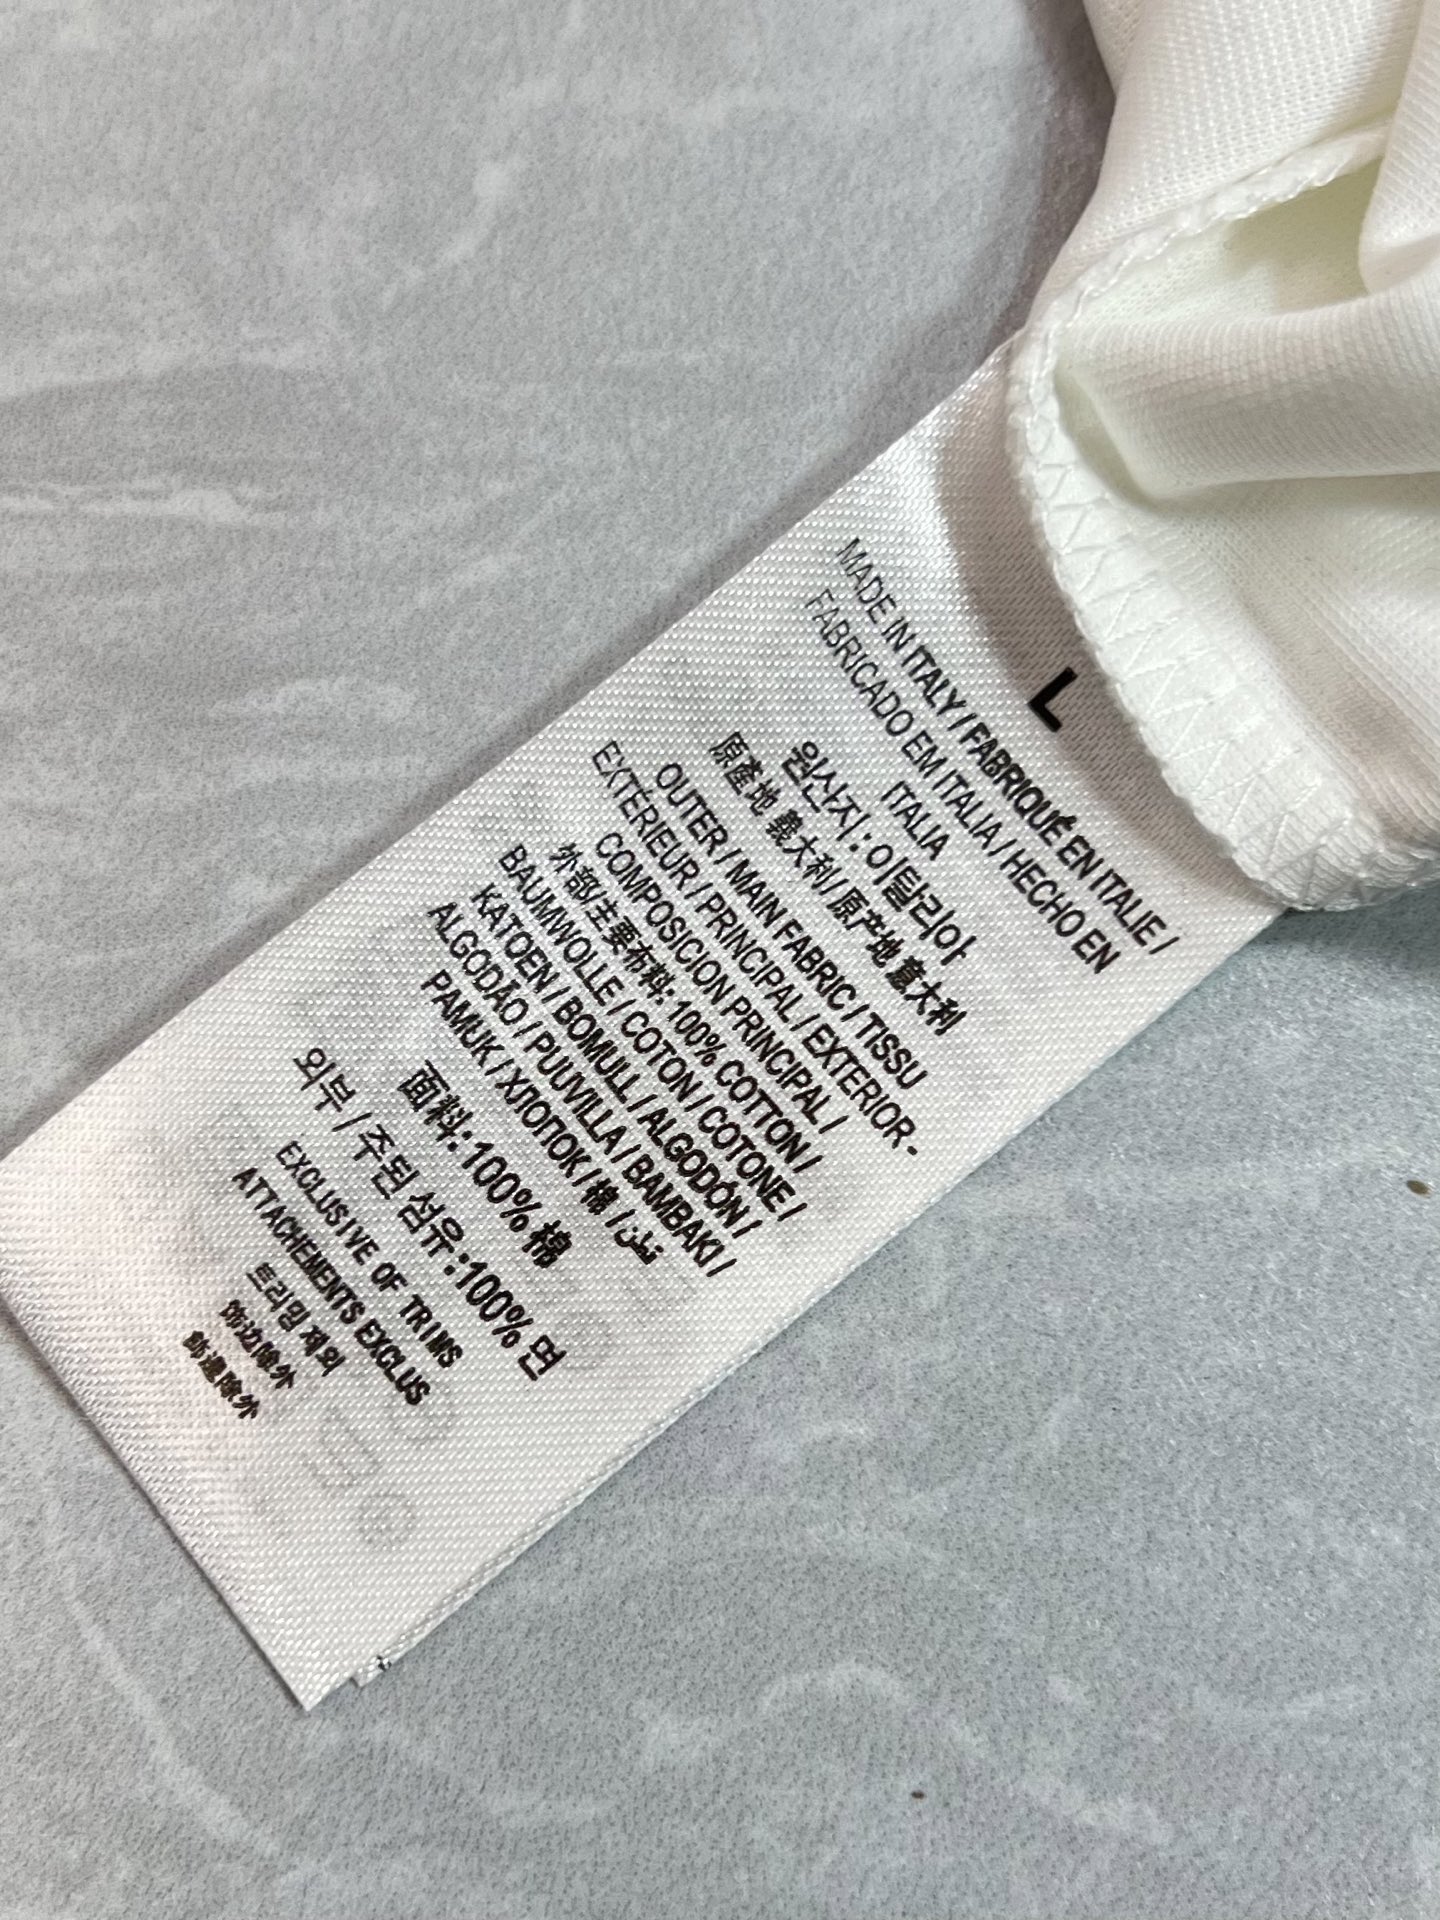 L
MADE IN ITALY / FABRIQUÉ EN ITALIE /
FABRICADO EM ITALIA / HECHO EN
ITALIA
원산지 : 이탈리아
原產地 義大利 / 原产地 意大利
OUTER / MAIN FABRIC / TISSU
EXTÉRIEUR / PRINCIPAL / EXTERIOR -
COMPOSICION PRINCIPAL /
外部/主要布料: 100% COTTON /
BAUMWOLLE / COTON / COTONE /
KATOEN / BOMULL / ALGODÓN /
ALGODÃO / PUUVILLA / BAMBAKI /
PAMUK / ХЛОПОК / 棉 / قطن
面料: 100% 棉
외부 / 주된 섬유 : 100% 면
EXCLUSIVE OF TRIMS
ATTACHEMENTS EXCLUS
트리밍 제외
饰边除外
飾邊除外